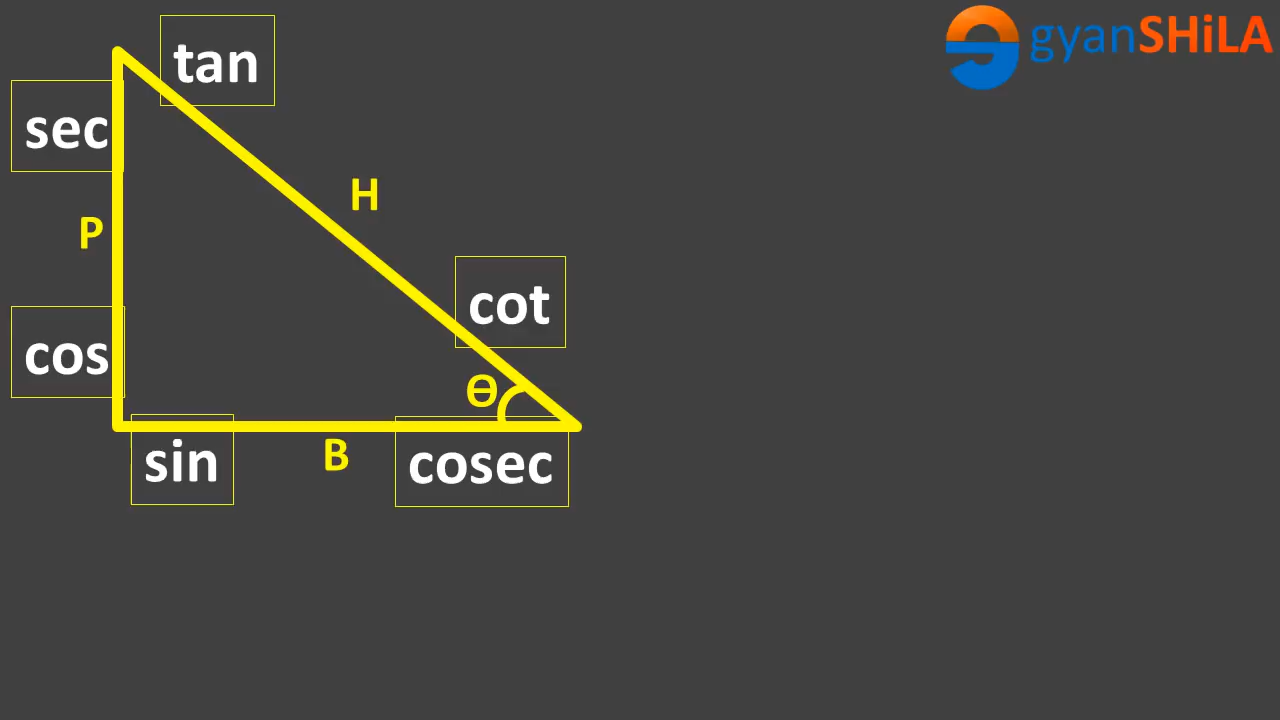 gyanSHiLA
tan
sec
H
P
cot
cos
Θ
sin
B
cosec